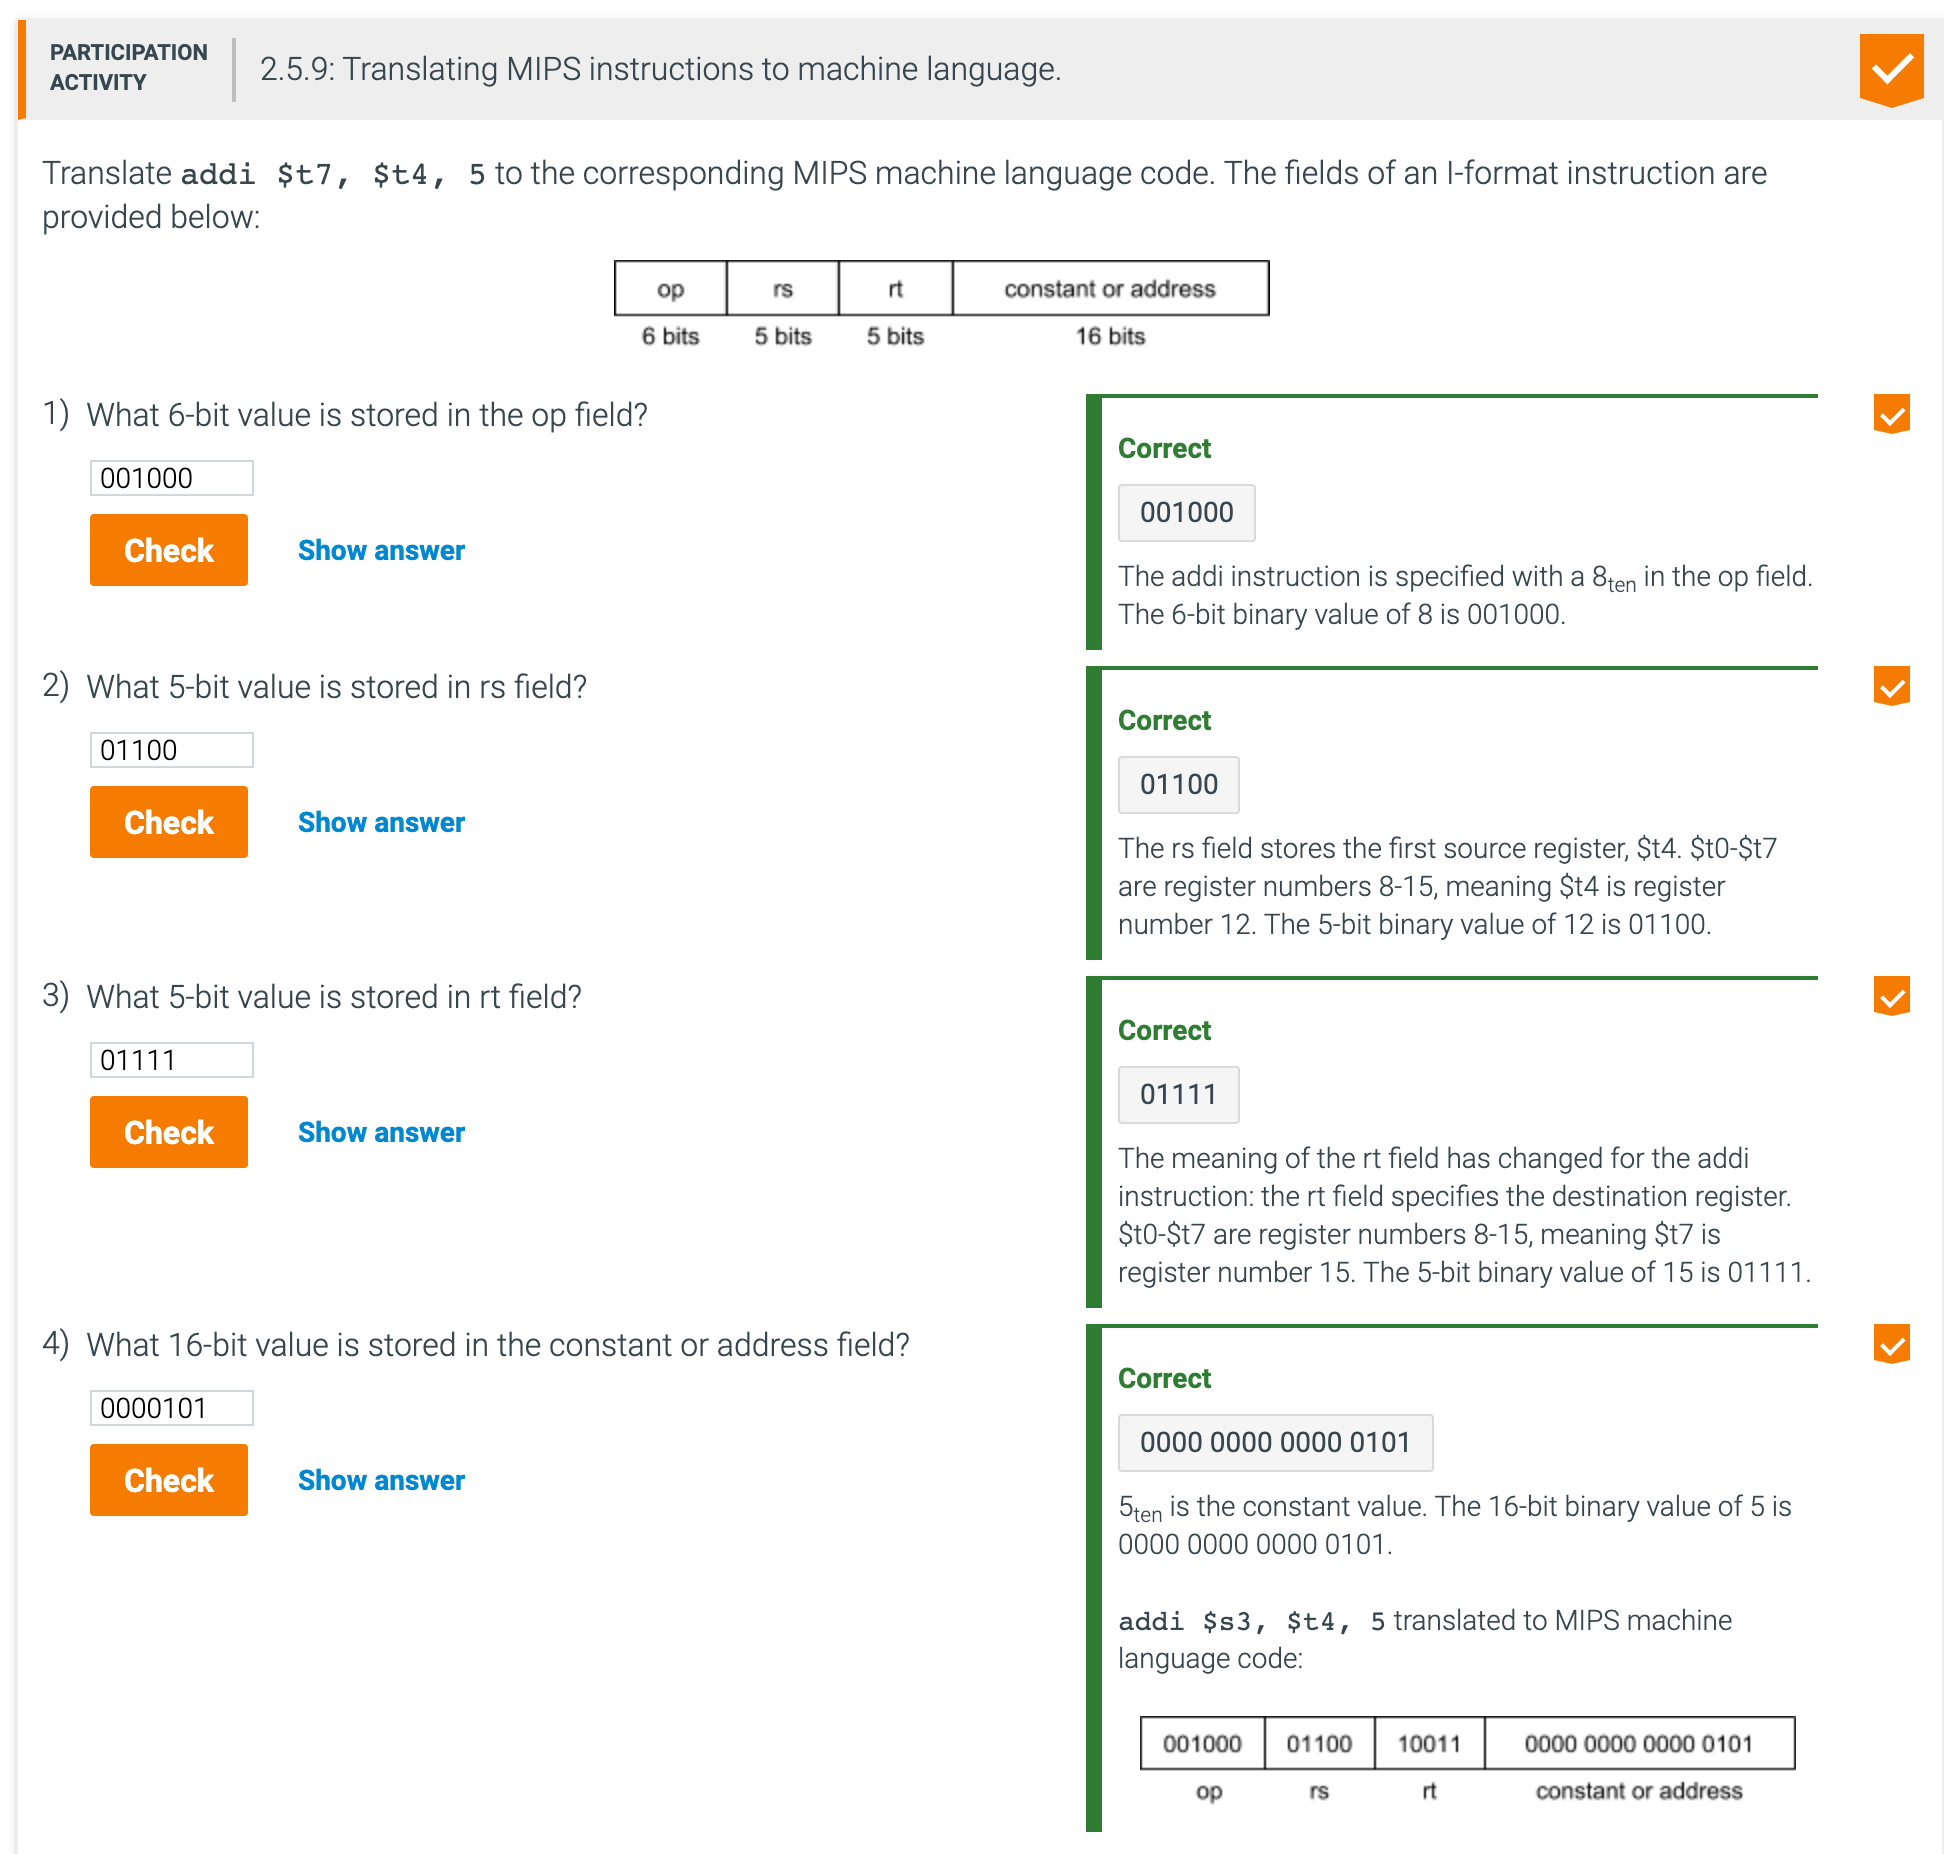 PARTICIPATION
ACTIVITY
2.5.9: Translating MIPS instructions to machine language.
Translate addi $t7, $t4, 5 to the corresponding MIPS machine language code. The fields of an I-format instruction are
provided below:
op rs rt constant or address
6 bits 5 bits 5 bits 16 bits
1) What 6-bit value is stored in the op field?
001000
Check Show answer
Correct
001000
The addi instruction is specified with a 8ten in the op field.
The 6-bit binary value of 8 is 001000.
2) What 5-bit value is stored in rs field?
01100
Check Show answer
Correct
01100
The rs field stores the first source register, $t4. $t0-$t7
are register numbers 8-15, meaning $t4 is register
number 12. The 5-bit binary value of 12 is 01100.
3) What 5-bit value is stored in rt field?
01111
Check Show answer
Correct
01111
The meaning of the rt field has changed for the addi
instruction: the rt field specifies the destination register.
$t0-$t7 are register numbers 8-15, meaning $t7 is
register number 15. The 5-bit binary value of 15 is 01111.
4) What 16-bit value is stored in the constant or address field?
0000101
Check Show answer
Correct
0000 0000 0000 0101
5ten is the constant value. The 16-bit binary value of 5 is
0000 0000 0000 0101.
addi $s3, $t4, 5 translated to MIPS machine
language code:
001000 01100 10011 0000 0000 0000 0101
op rs rt constant or address